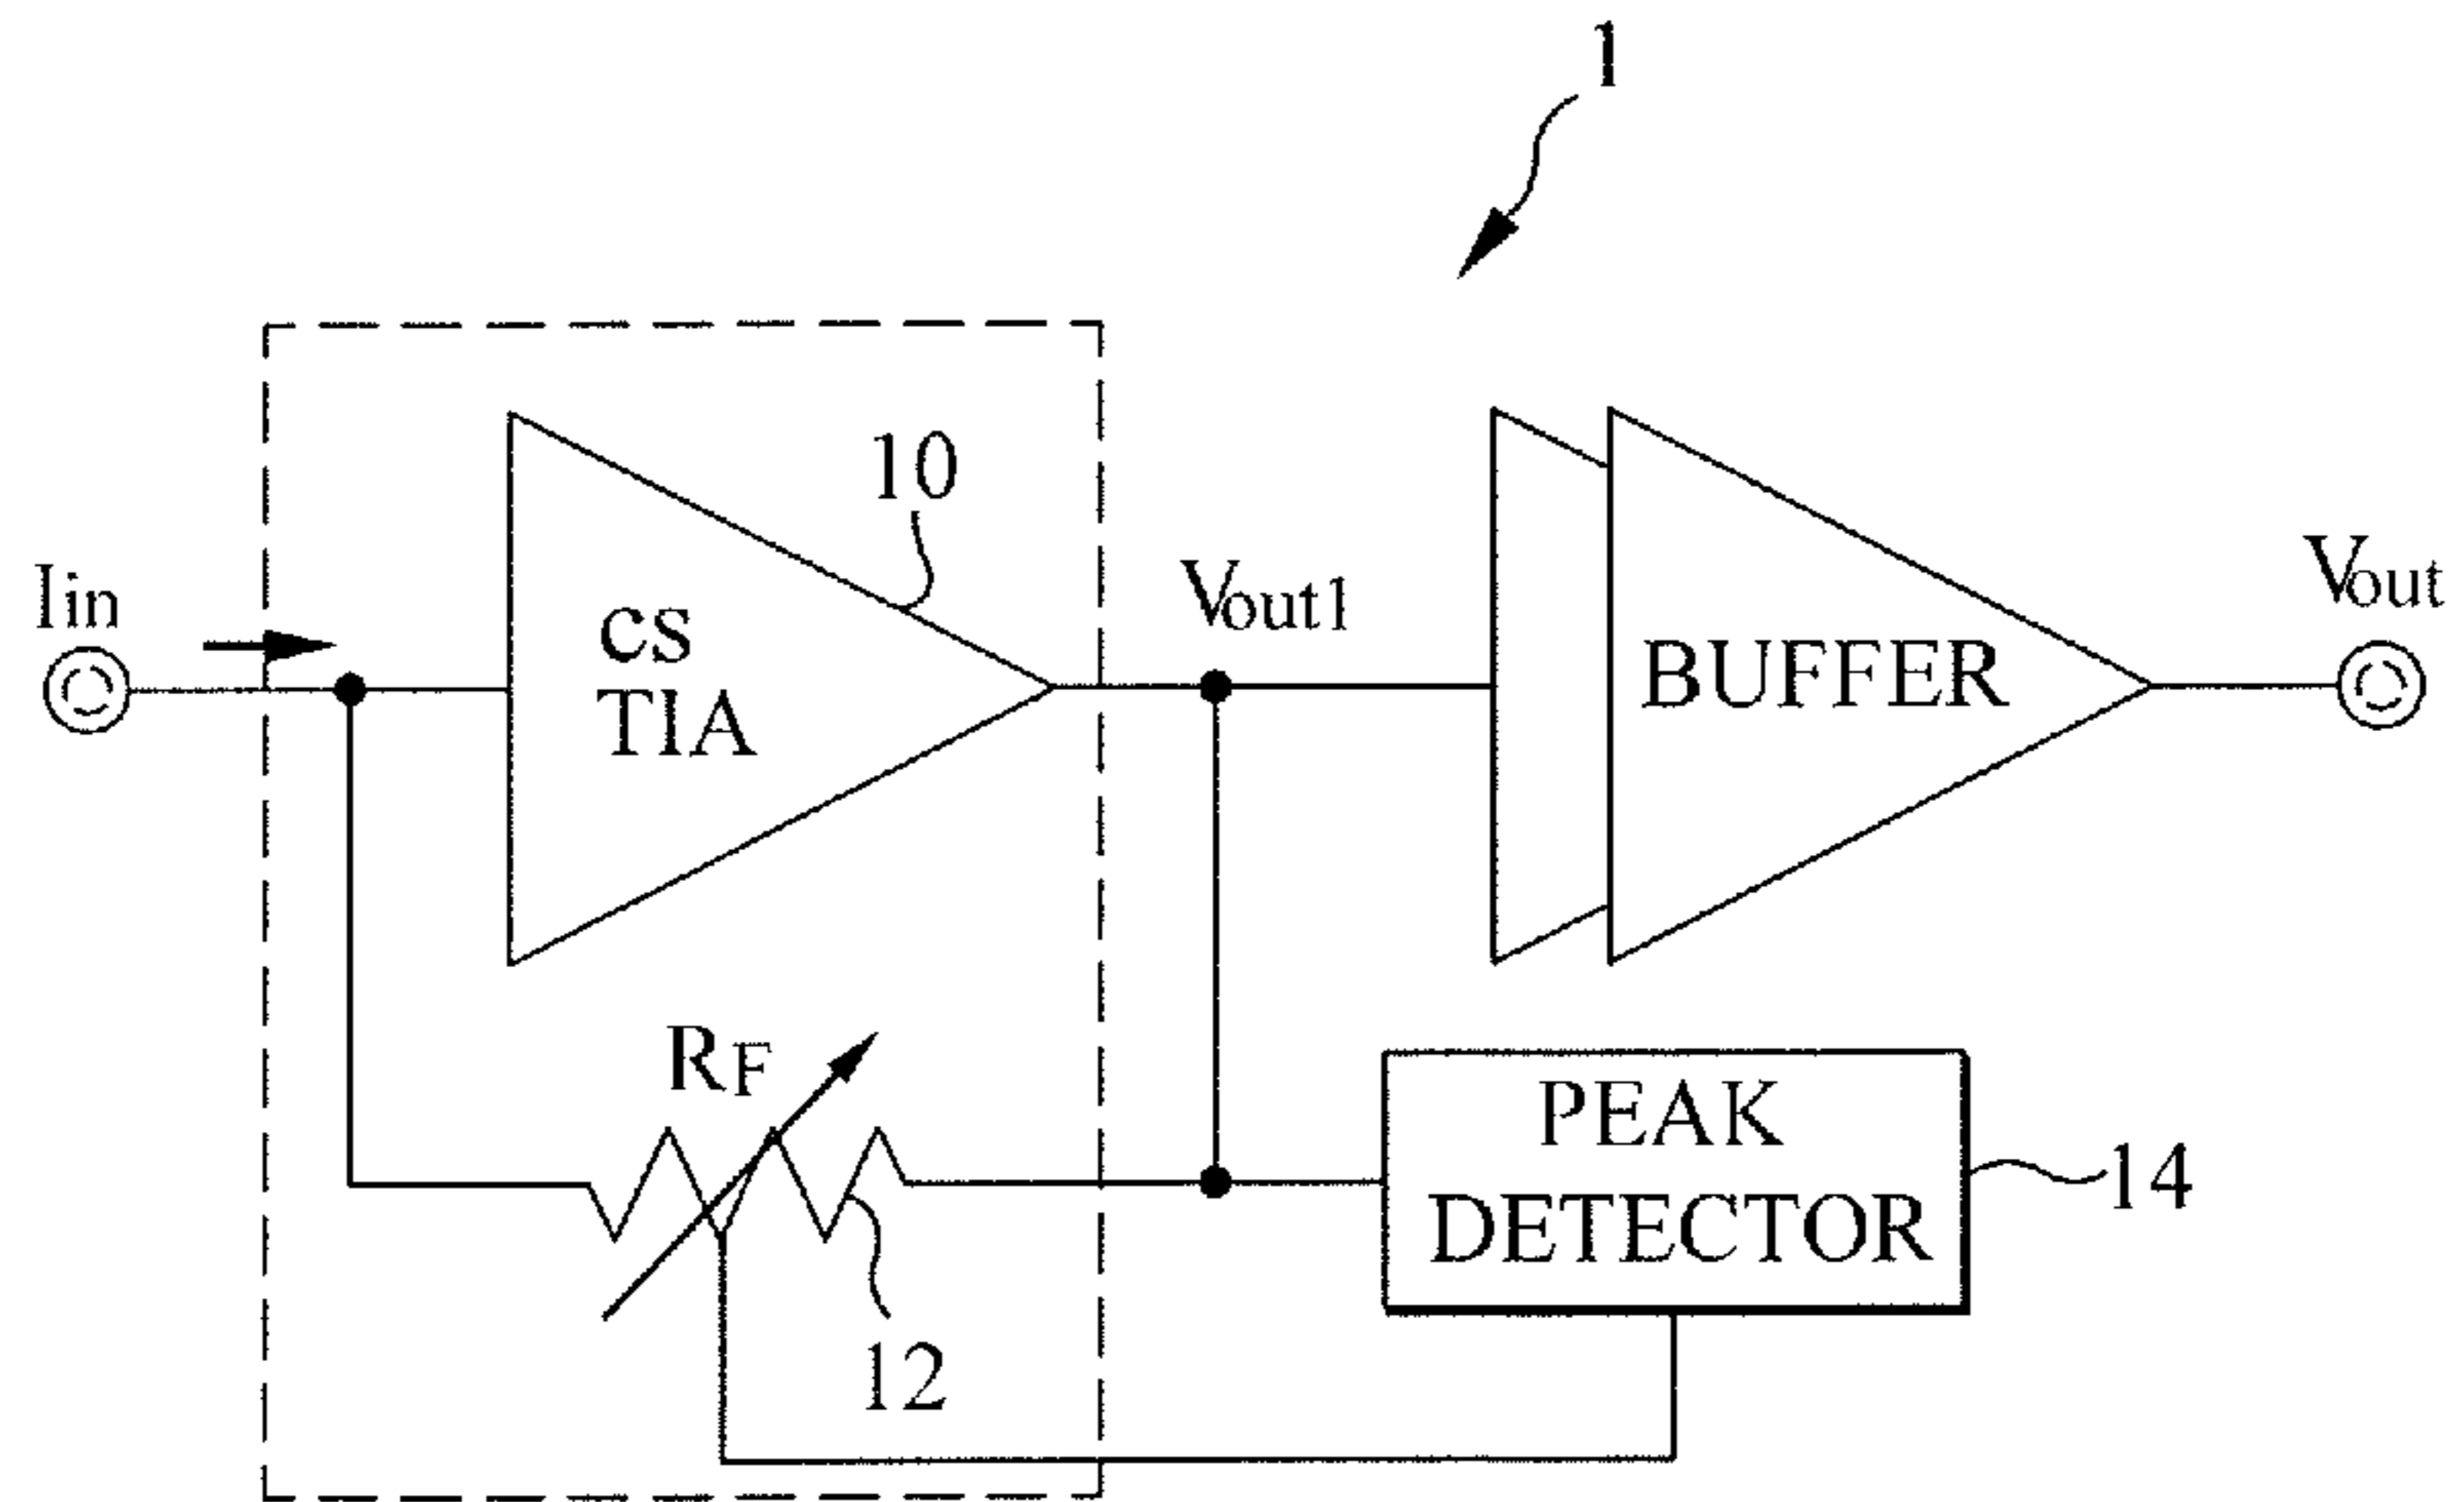 1
10
Iin
cs
TIA
Vout1
BUFFER
Vout
RF
PEAK
DETECTOR
14
12